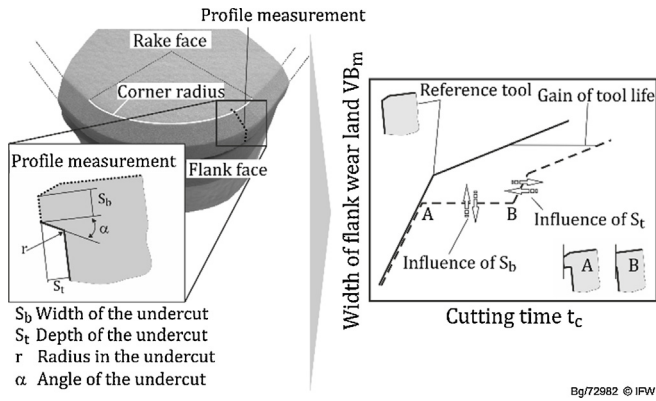 Profile measurement
Rake face
Corner radius
Profile measurement
Flank face
Sb
α
r
St
Sb Width of the undercut
St Depth of the undercut
r Radius in the undercut
α Angle of the undercut
Width of flank wear land VBm
Reference tool
Gain of tool life
A
B
Influence of St
Influence of Sb
A
B
Cutting time tc
Bg/72982 © IFW